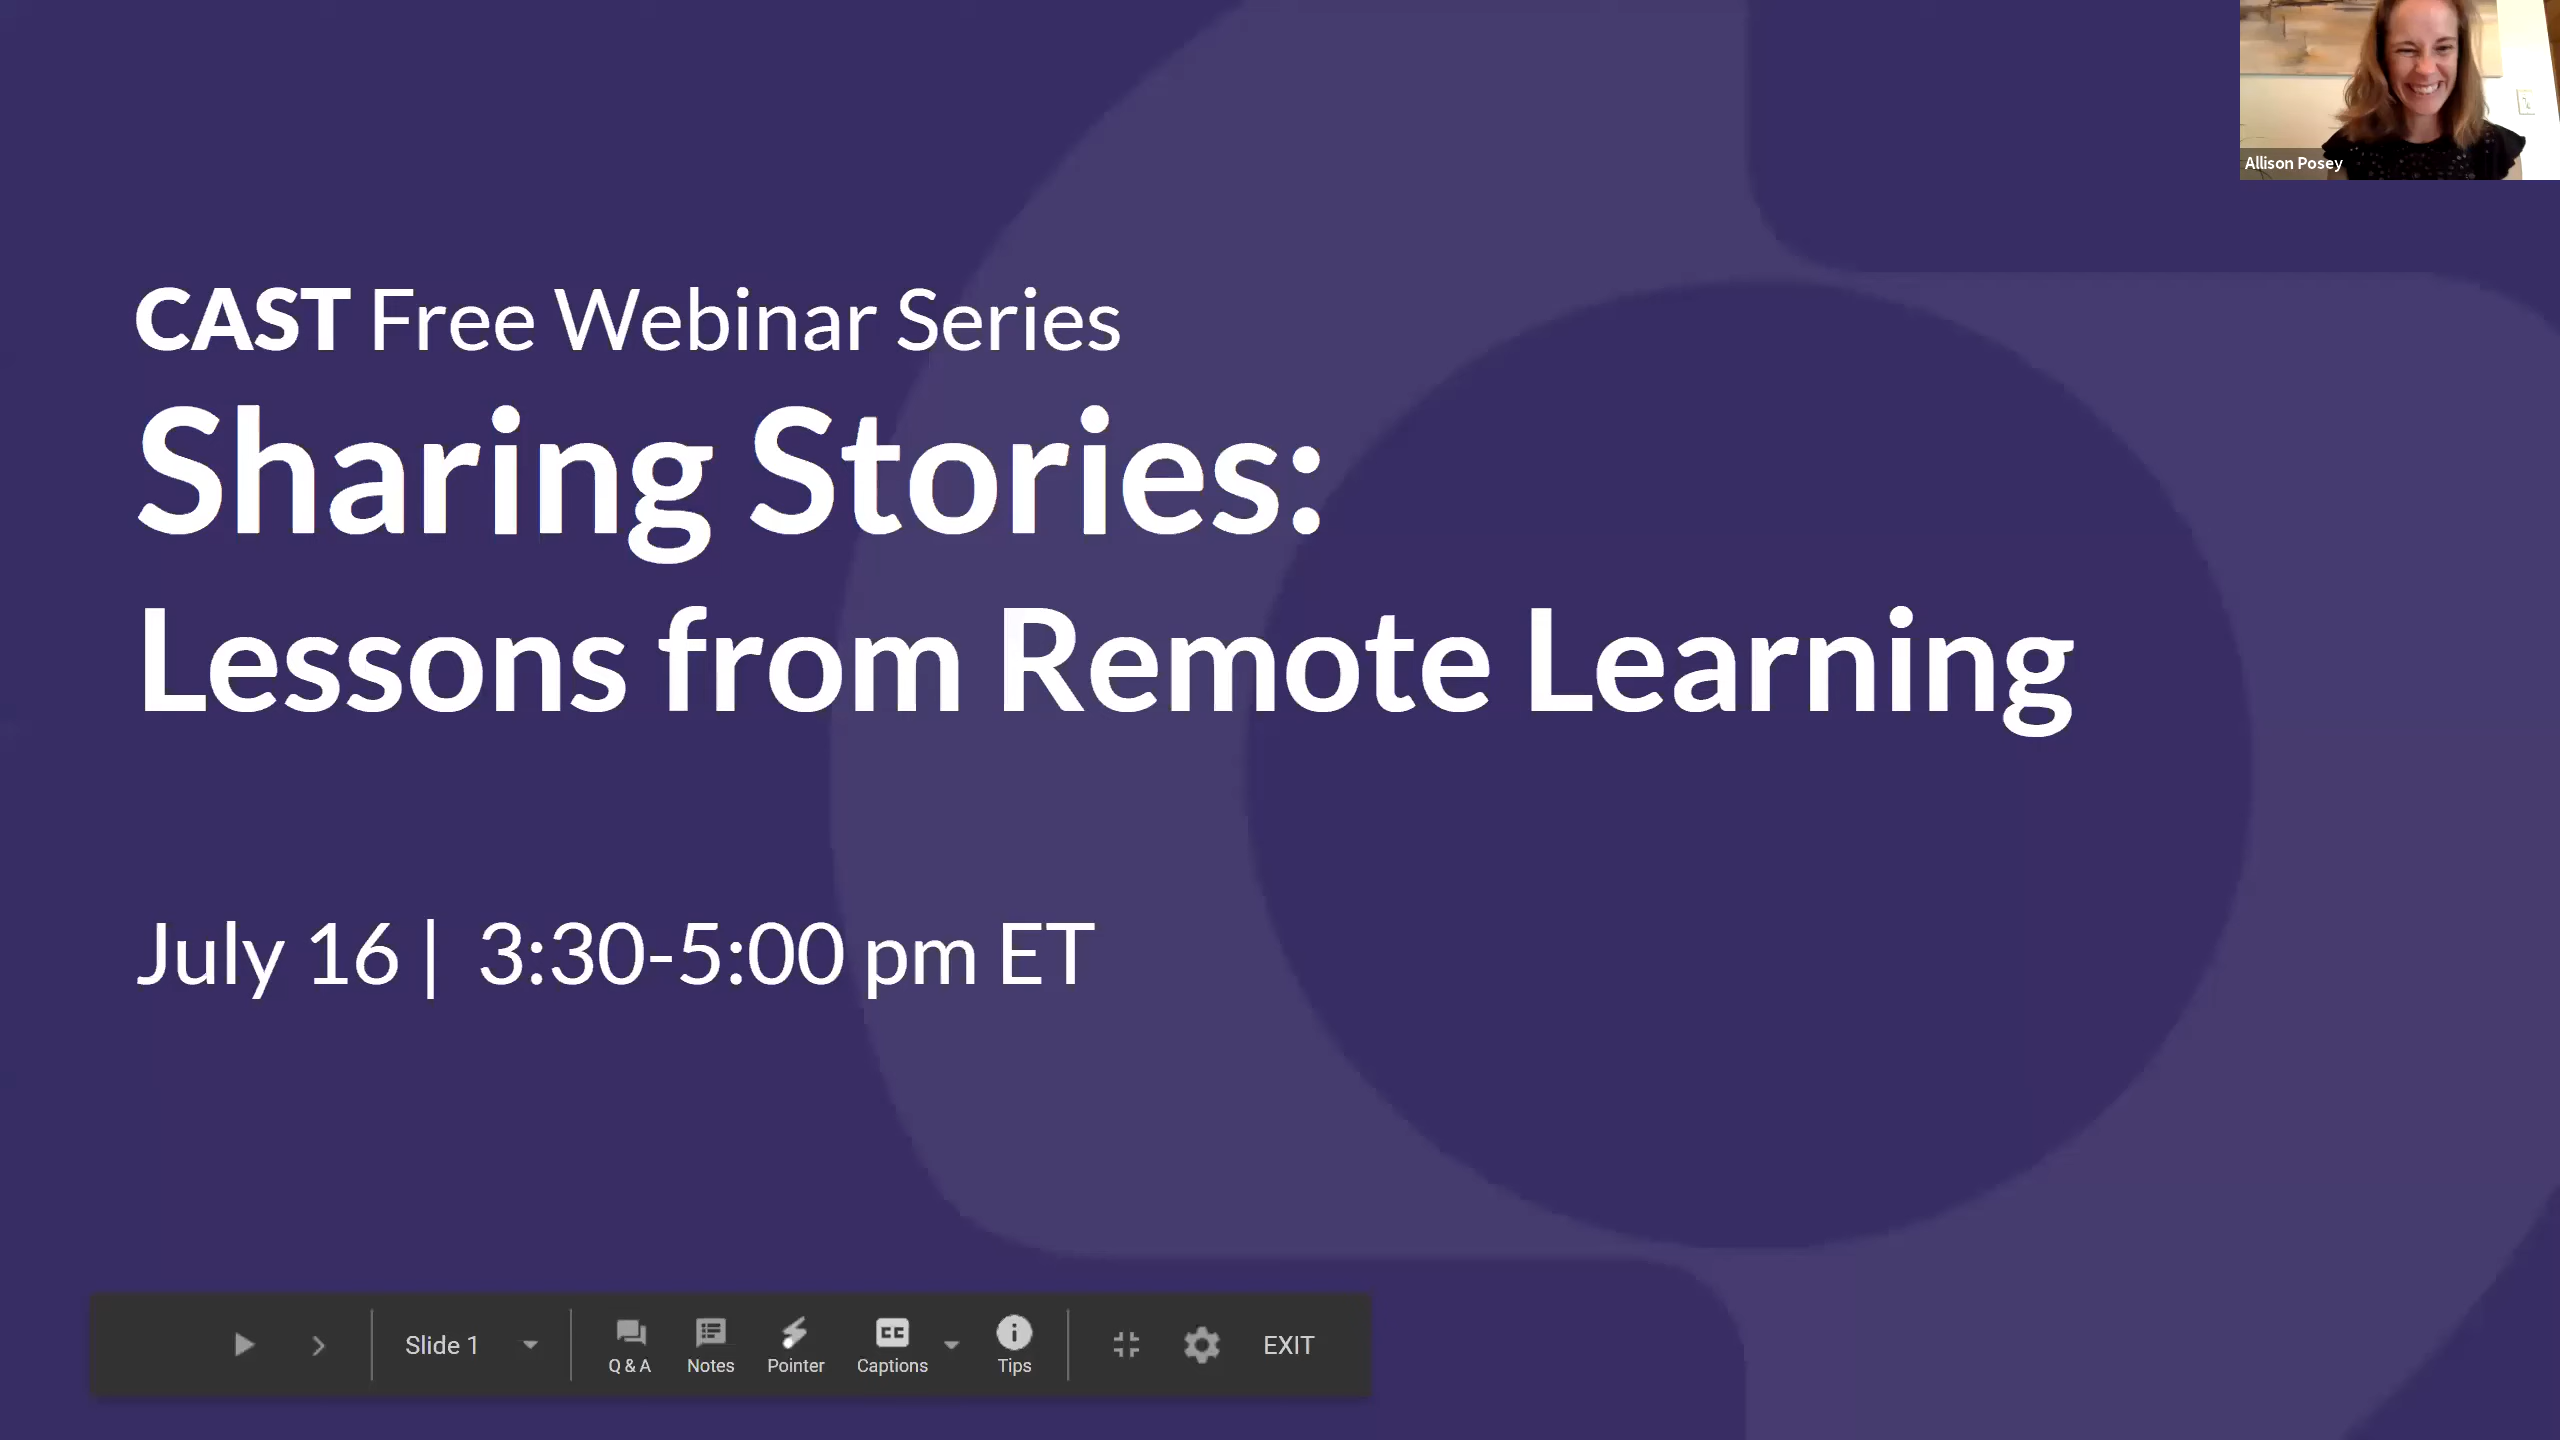 Allison Posey
CAST Free Webinar Series
Sharing Stories:
Lessons from Remote Learning
July 16 | 3:30-5:00 pm ET
Slide 1
Q & A
Notes
Pointer
Captions
Tips
EXIT